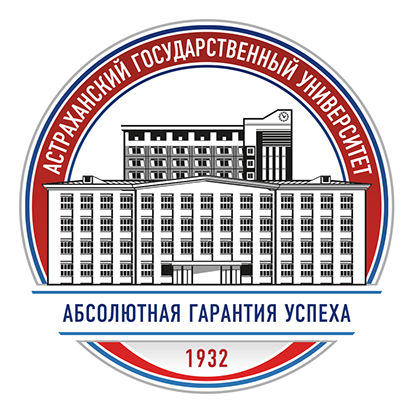 АСТРАХАНСКИЙ ГОСУДАРСТВЕННЫЙ УНИВЕРСИТЕТ
АБСОЛЮТНАЯ ГАРАНТИЯ УСПЕХА
1932